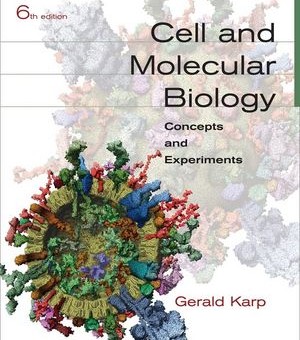 6th edition
Cell and
Molecular
Biology
Concepts
and
Experiments
Gerald Karp